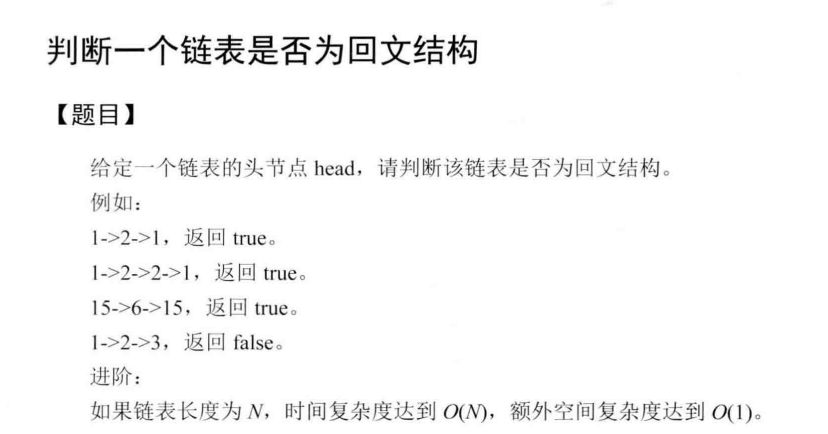 判断一个链表是否为回文结构
【题目】
给定一个链表的头节点 head，请判断该链表是否为回文结构。
例如：
1->2->1，返回 true。
1->2->2->1，返回 true。
15->6->15，返回 true。
1->2->3，返回 false。
进阶：
如果链表长度为 N，时间复杂度达到 O(N)，额外空间复杂度达到 O(1)。